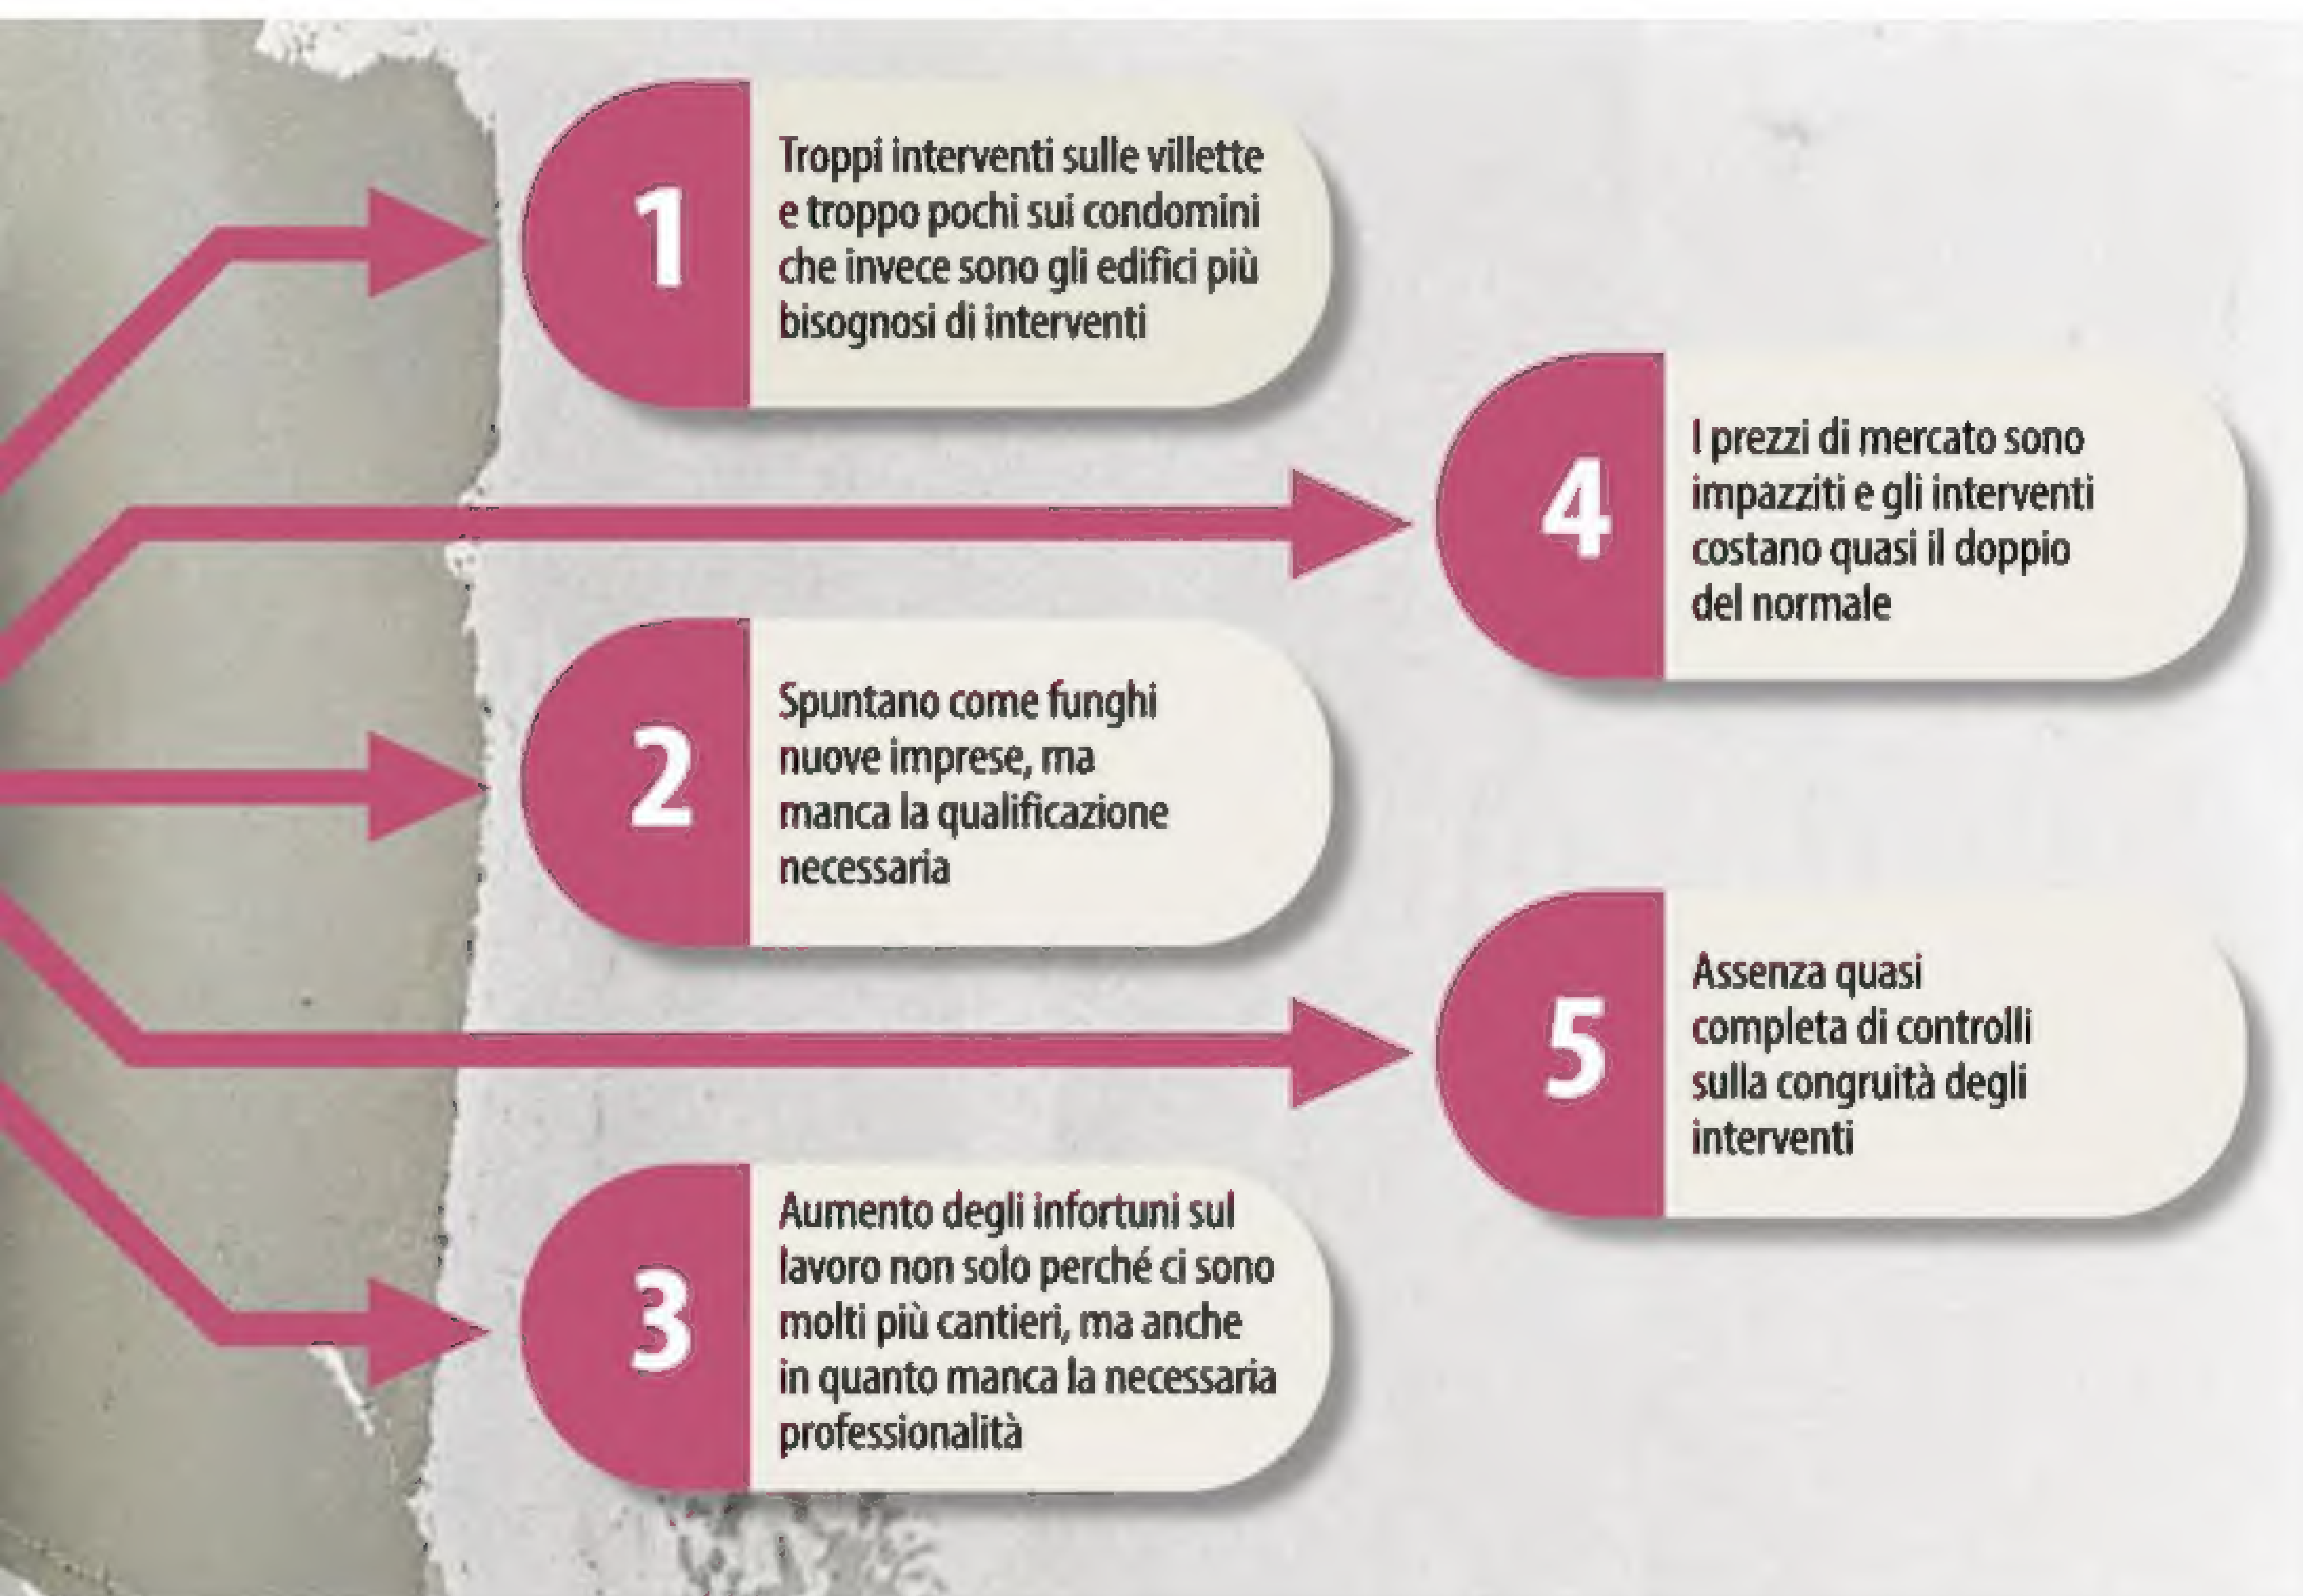 1
Troppi interventi sulle villette
e troppo pochi sui condomini
che invece sono gli edifici più
bisognosi di interventi
2
Spuntano come funghi
nuove imprese, ma
manca la qualificazione
necessaria
3
Aumento degli infortuni sul
lavoro non solo perché ci sono
molti più cantieri, ma anche
in quanto manca la necessaria
professionalità
4
I prezzi di mercato sono
impazziti e gli interventi
costano quasi il doppio
del normale
5
Assenza quasi
completa di controlli
sulla congruità degli
interventi